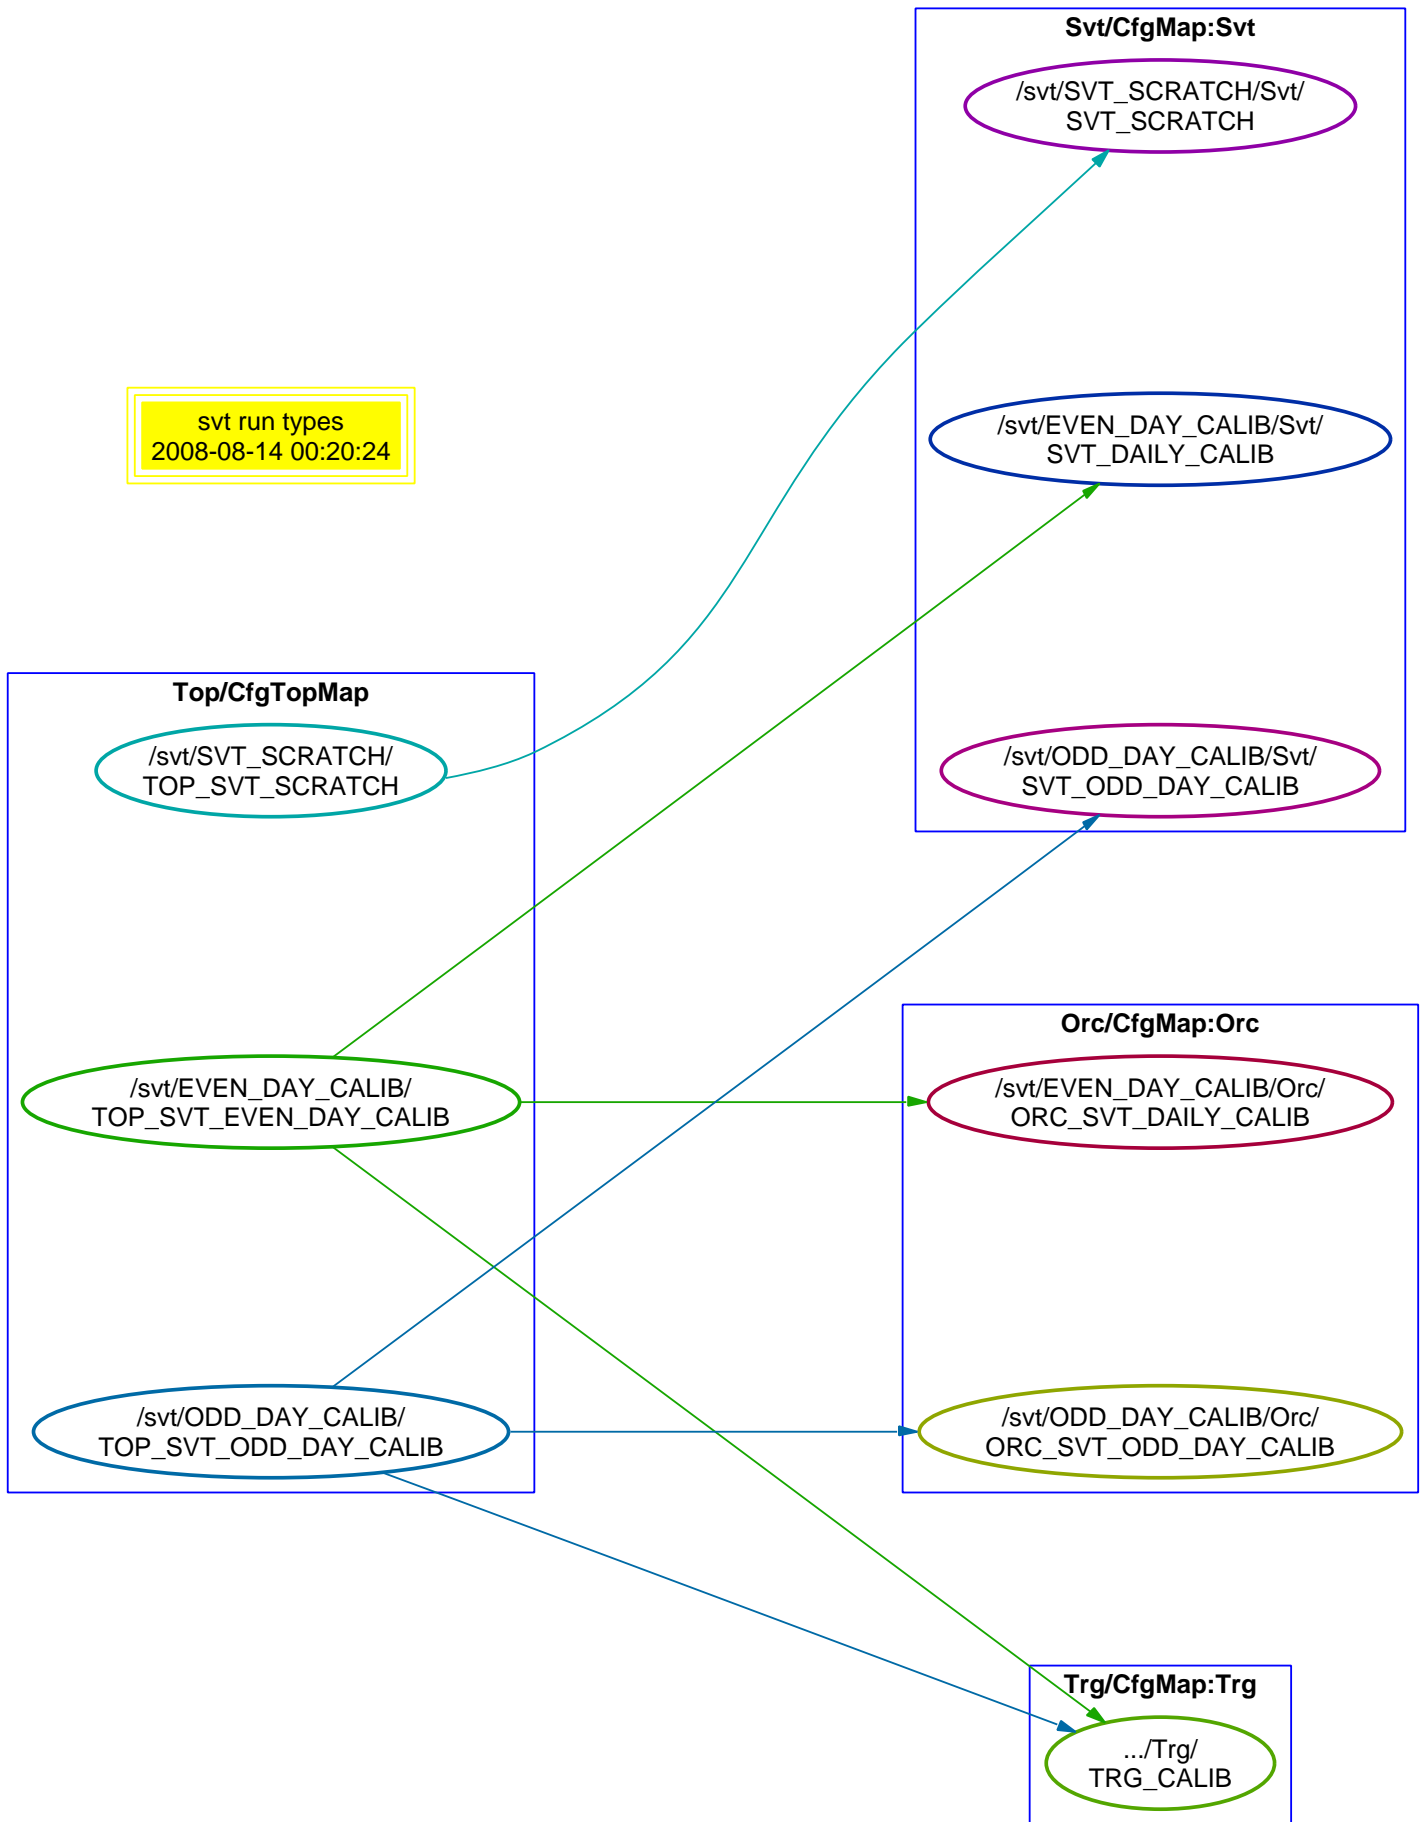 Svt/CfgMap:Svt
/svt/SVT_SCRATCH/Svt/
SVT_SCRATCH
/svt/EVEN_DAY_CALIB/Svt/
SVT_DAILY_CALIB
/svt/ODD_DAY_CALIB/Svt/
SVT_ODD_DAY_CALIB
svt run types
2008-08-14 00:20:24
Top/CfgTopMap
/svt/SVT_SCRATCH/
TOP_SVT_SCRATCH
/svt/EVEN_DAY_CALIB/
TOP_SVT_EVEN_DAY_CALIB
/svt/ODD_DAY_CALIB/
TOP_SVT_ODD_DAY_CALIB
Orc/CfgMap:Orc
/svt/EVEN_DAY_CALIB/Orc/
ORC_SVT_DAILY_CALIB
/svt/ODD_DAY_CALIB/Orc/
ORC_SVT_ODD_DAY_CALIB
Trg/CfgMap:Trg
.../Trg/
TRG_CALIB